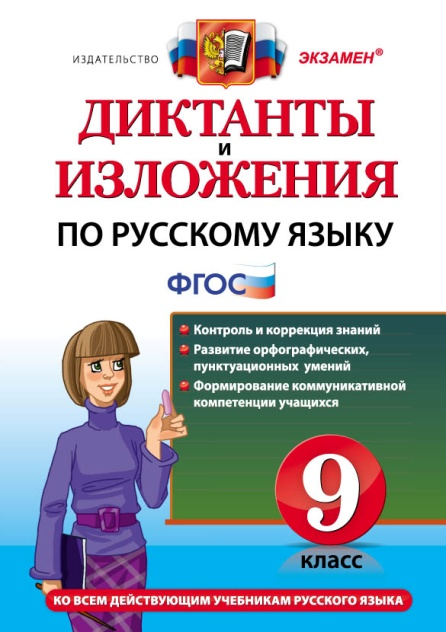 ИЗДАТЕЛЬСТВО ЭКЗАМЕН®
ДИКТАНТЫ
и
ИЗЛОЖЕНИЯ
ПО РУССКОМУ ЯЗЫКУ
ФГОС
Контроль и коррекция знаний
Развитие орфографических,
пунктуационных умений
Формирование коммуникативной
компетенции учащихся
9
класс
КО ВСЕМ ДЕЙСТВУЮЩИМ УЧЕБНИКАМ РУССКОГО ЯЗЫКА